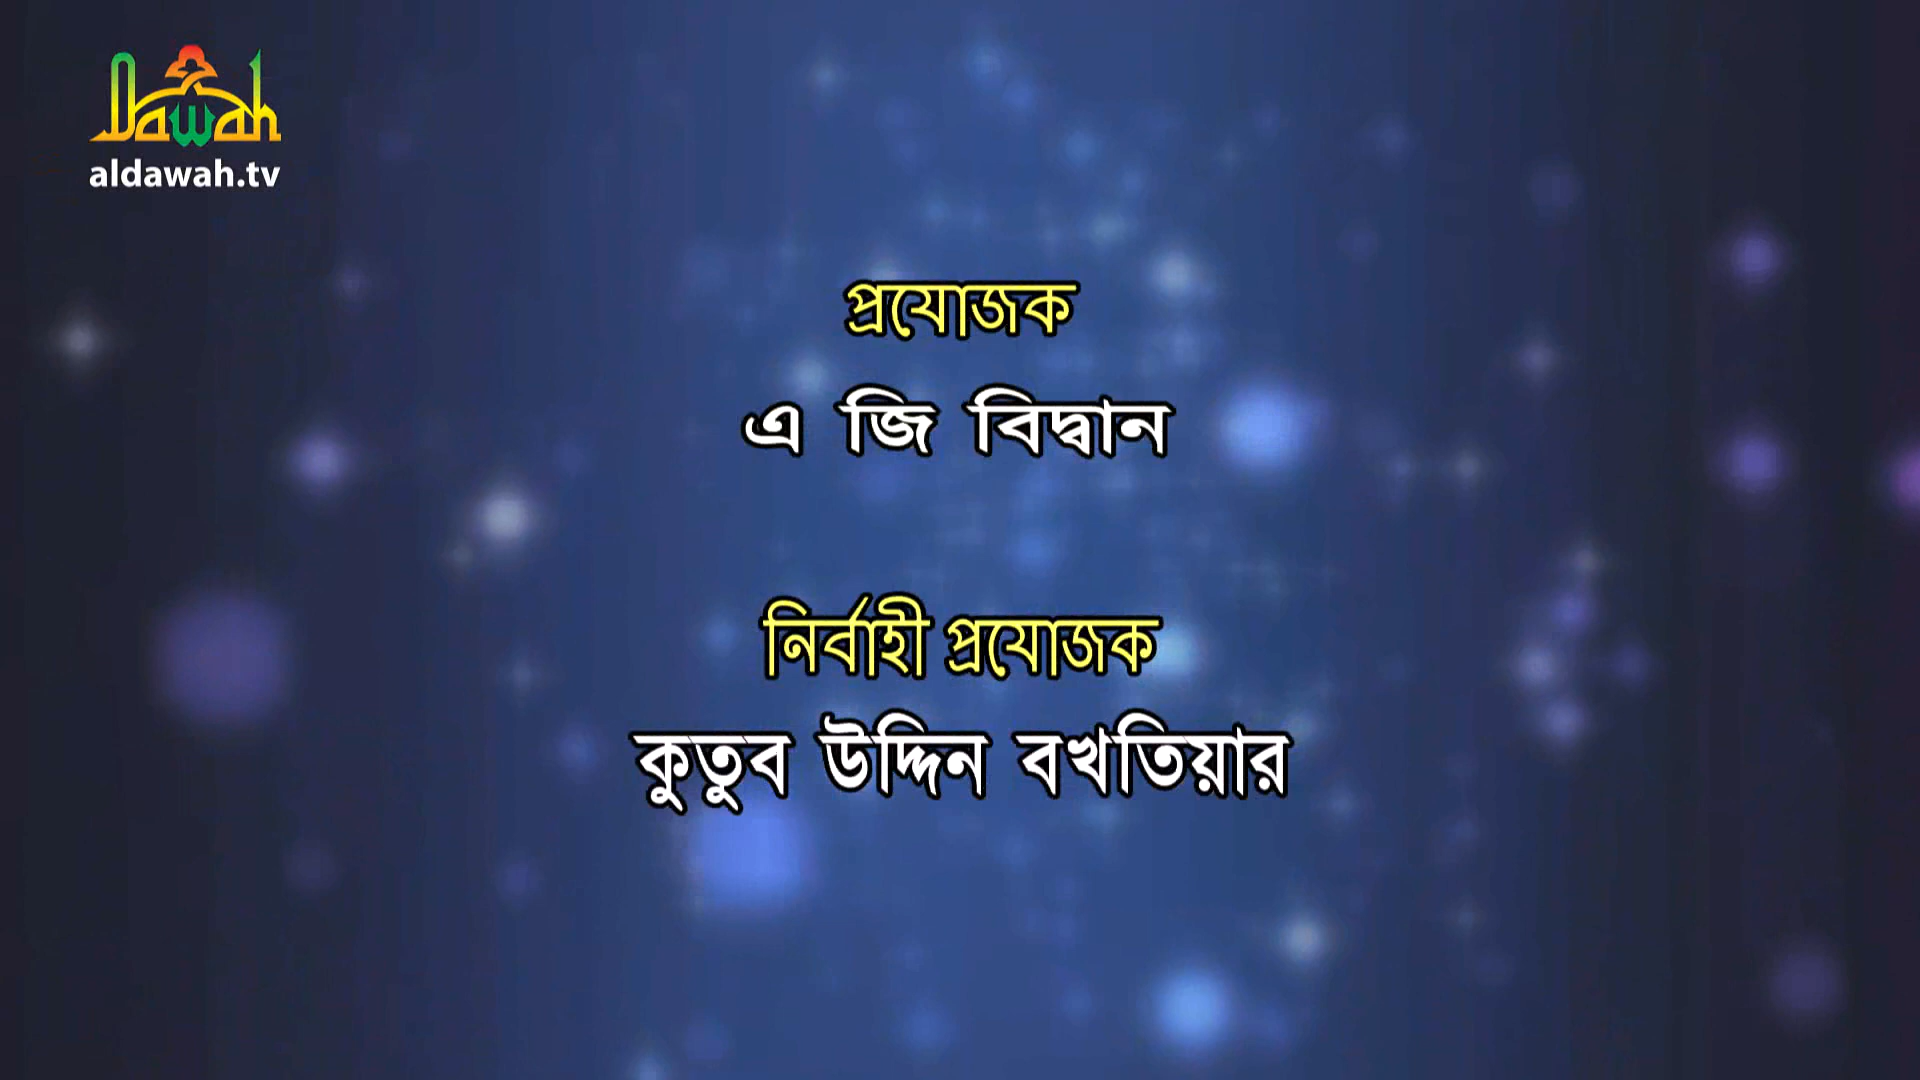 Dawah
aldawah.tv
প্রযোজক
এ জি বিদ্বান
নির্বাহী প্রযোজক
কুতুব উদ্দিন বখতিয়ার